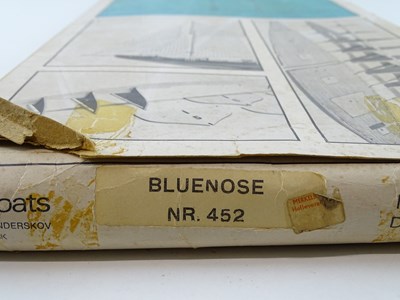 BLUENOSE
NR. 452
oats
NDERSKOV